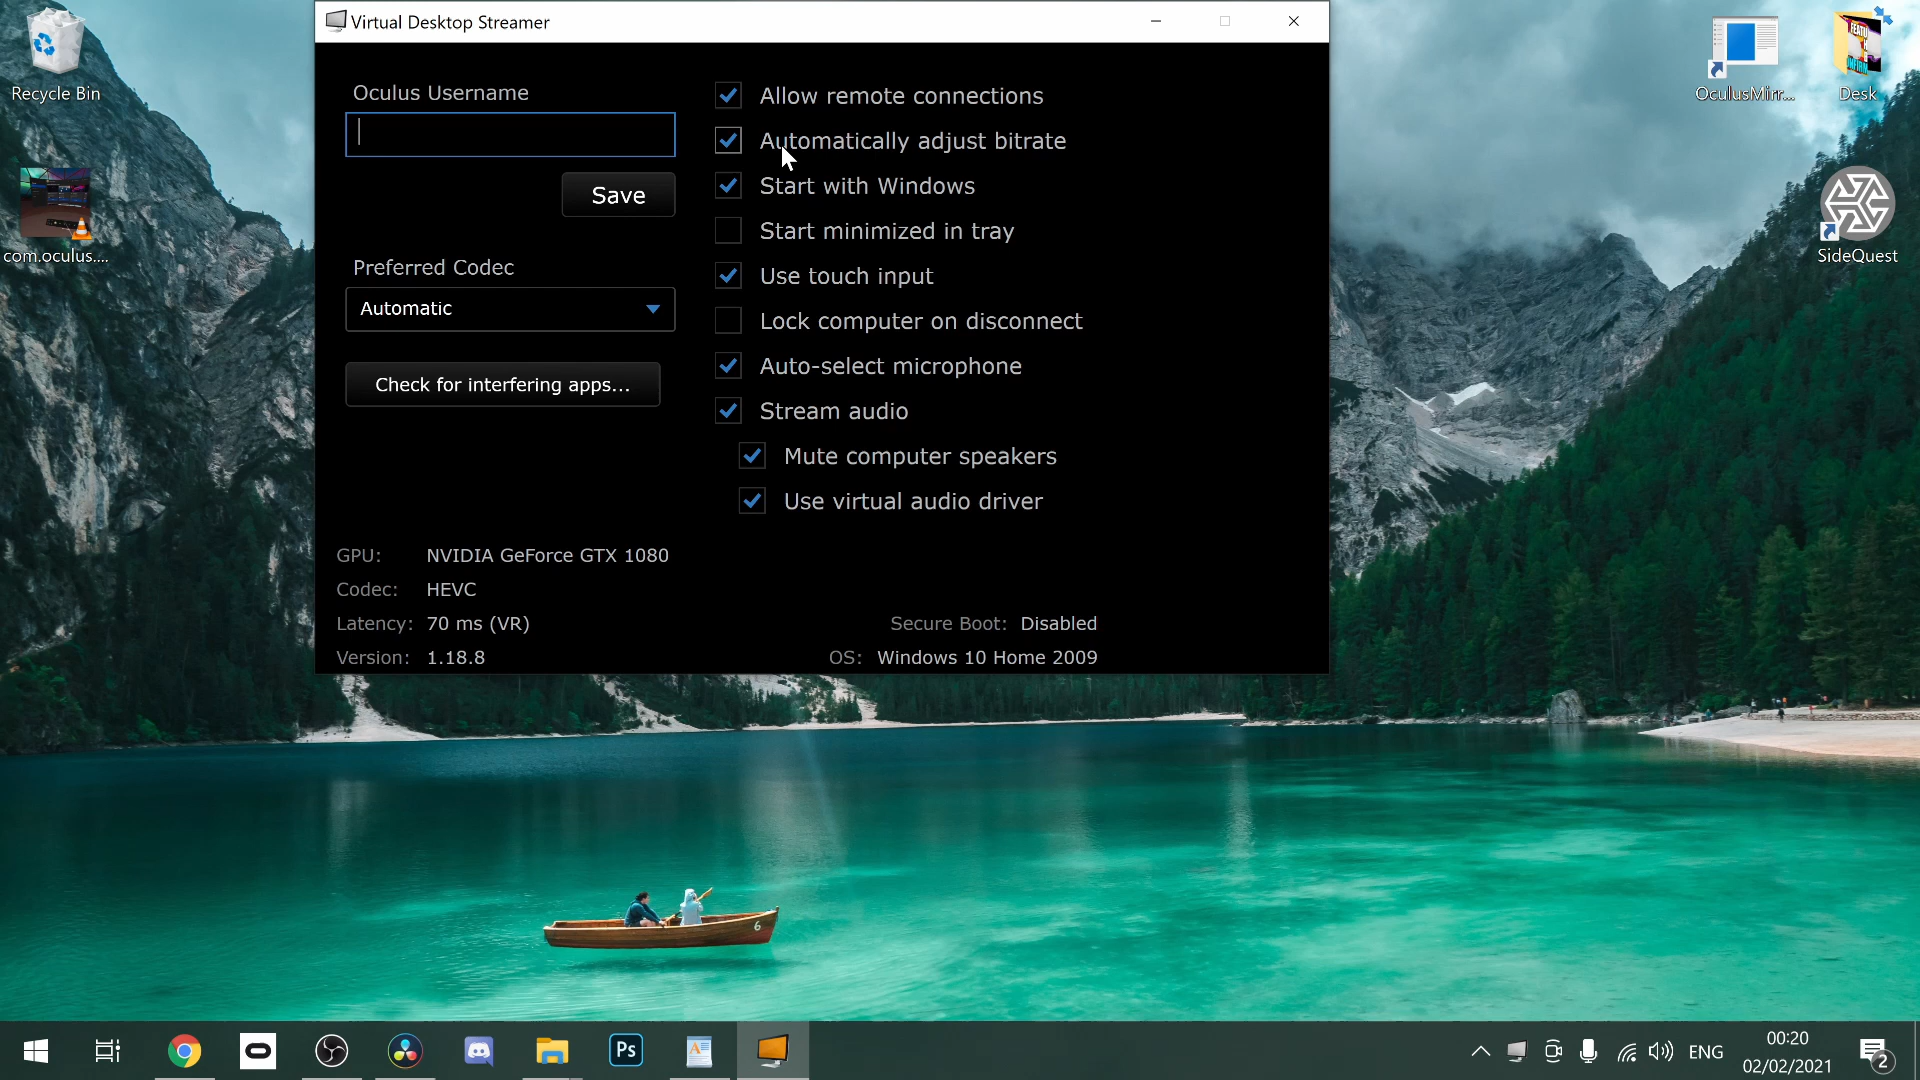 Virtual Desktop Streamer
Recycle Bin
com.oculus....
OculusMirr...
Desk
SideQuest
Oculus Username
Save
Preferred Codec
Automatic
Check for interfering apps...
Allow remote connections
Automatically adjust bitrate
Start with Windows
Start minimized in tray
Use touch input
Lock computer on disconnect
Auto-select microphone
Stream audio
Mute computer speakers
Use virtual audio driver
GPU: NVIDIA GeForce GTX 1080
Codec: HEVC
Latency: 70 ms (VR)
Secure Boot: Disabled
Version: 1.18.8
OS: Windows 10 Home 2009
6
Ps
ENG
00:20
02/02/2021
2